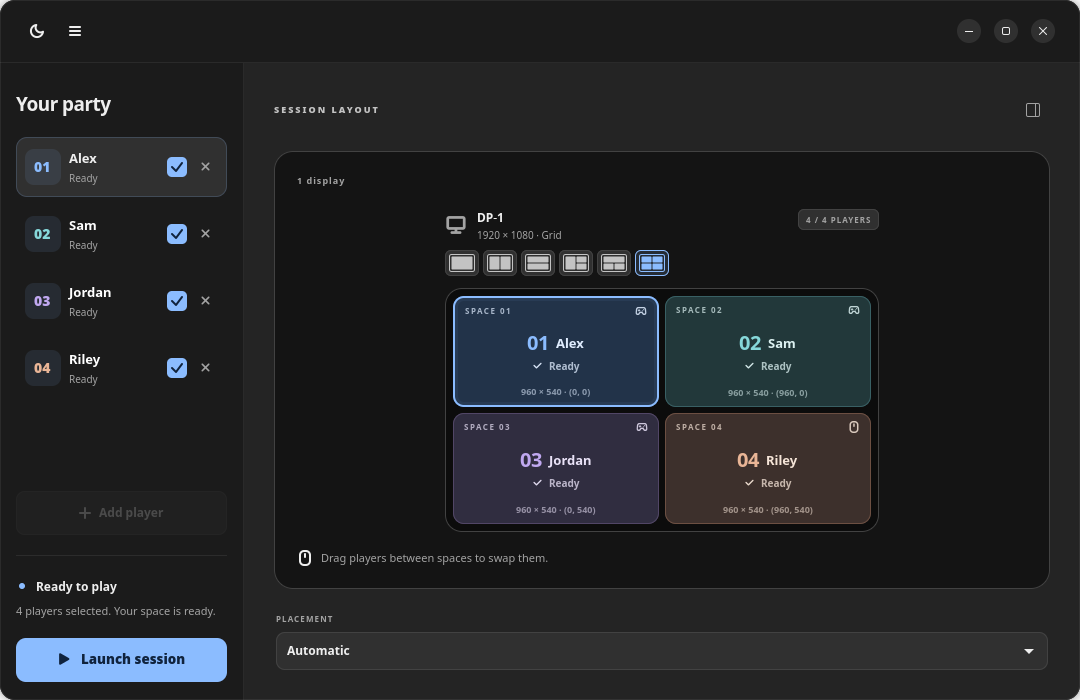 Your party
01 Alex
Ready
02 Sam
Ready
03 Jordan
Ready
04 Riley
Ready
+ Add player
Ready to play
4 players selected. Your space is ready.
Launch session
SESSION LAYOUT
1 display
DP-1
1920 × 1080 · Grid
4 / 4 PLAYERS
SPACE 01
01 Alex
Ready
960 × 540 · (0, 0)
SPACE 02
02 Sam
Ready
960 × 540 · (960, 0)
SPACE 03
03 Jordan
Ready
960 × 540 · (0, 540)
SPACE 04
04 Riley
Ready
960 × 540 · (960, 540)
Drag players between spaces to swap them.
PLACEMENT
Automatic